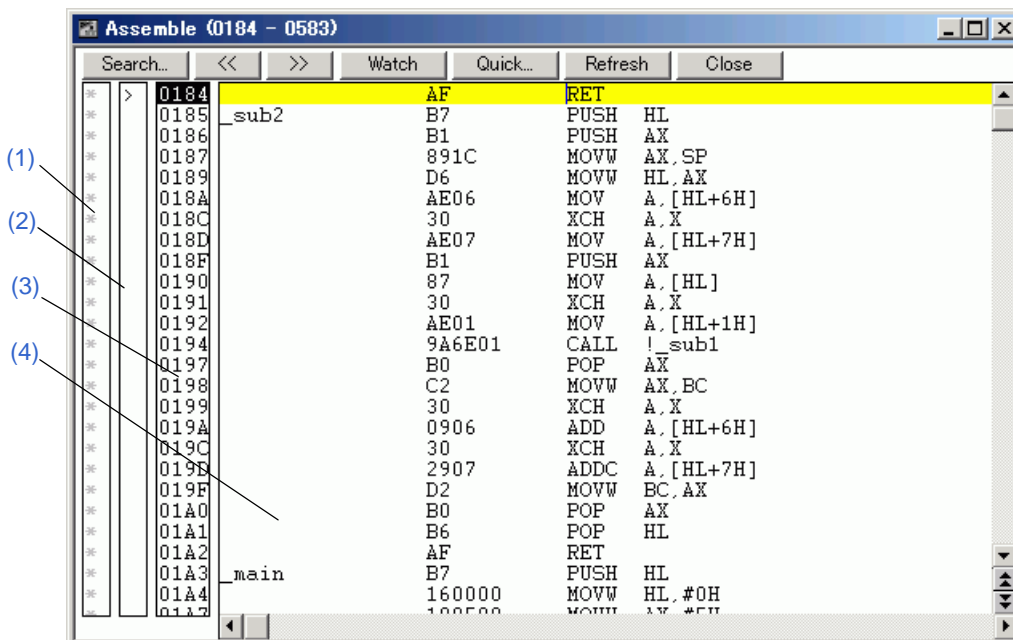 Assemble (0184 - 0583)
Search... << >> Watch Quick... Refresh Close
* > 0184 AF RET
* 0185 _sub2 B7 PUSH HL
* 0186 B1 PUSH AX
* 0187 891C MOVW AX,SP
* 0189 D6 MOVW HL,AX
* 018A AE06 MOV A,[HL+6H]
* 018C 30 XCH A,X
* 018D AE07 MOV A,[HL+7H]
* 018F B1 PUSH AX
* 0190 87 MOV A,[HL]
* 0191 30 XCH A,X
* 0192 AE01 MOV A,[HL+1H]
* 0194 9A6E01 CALL !_sub1
* 0197 B0 POP AX
* 0198 C2 MOVW AX,BC
* 0199 30 XCH A,X
* 019A 0906 ADD A,[HL+6H]
* 019C 30 XCH A,X
* 019D 2907 ADDC A,[HL+7H]
* 019F D2 MOVW BC,AX
* 01A0 B0 POP AX
* 01A1 B6 POP HL
* 01A2 AF RET
* 01A3 _main B7 PUSH HL
* 01A4 160000 MOVW HL,#0H
* 01A7
(1)
(2)
(3)
(4)